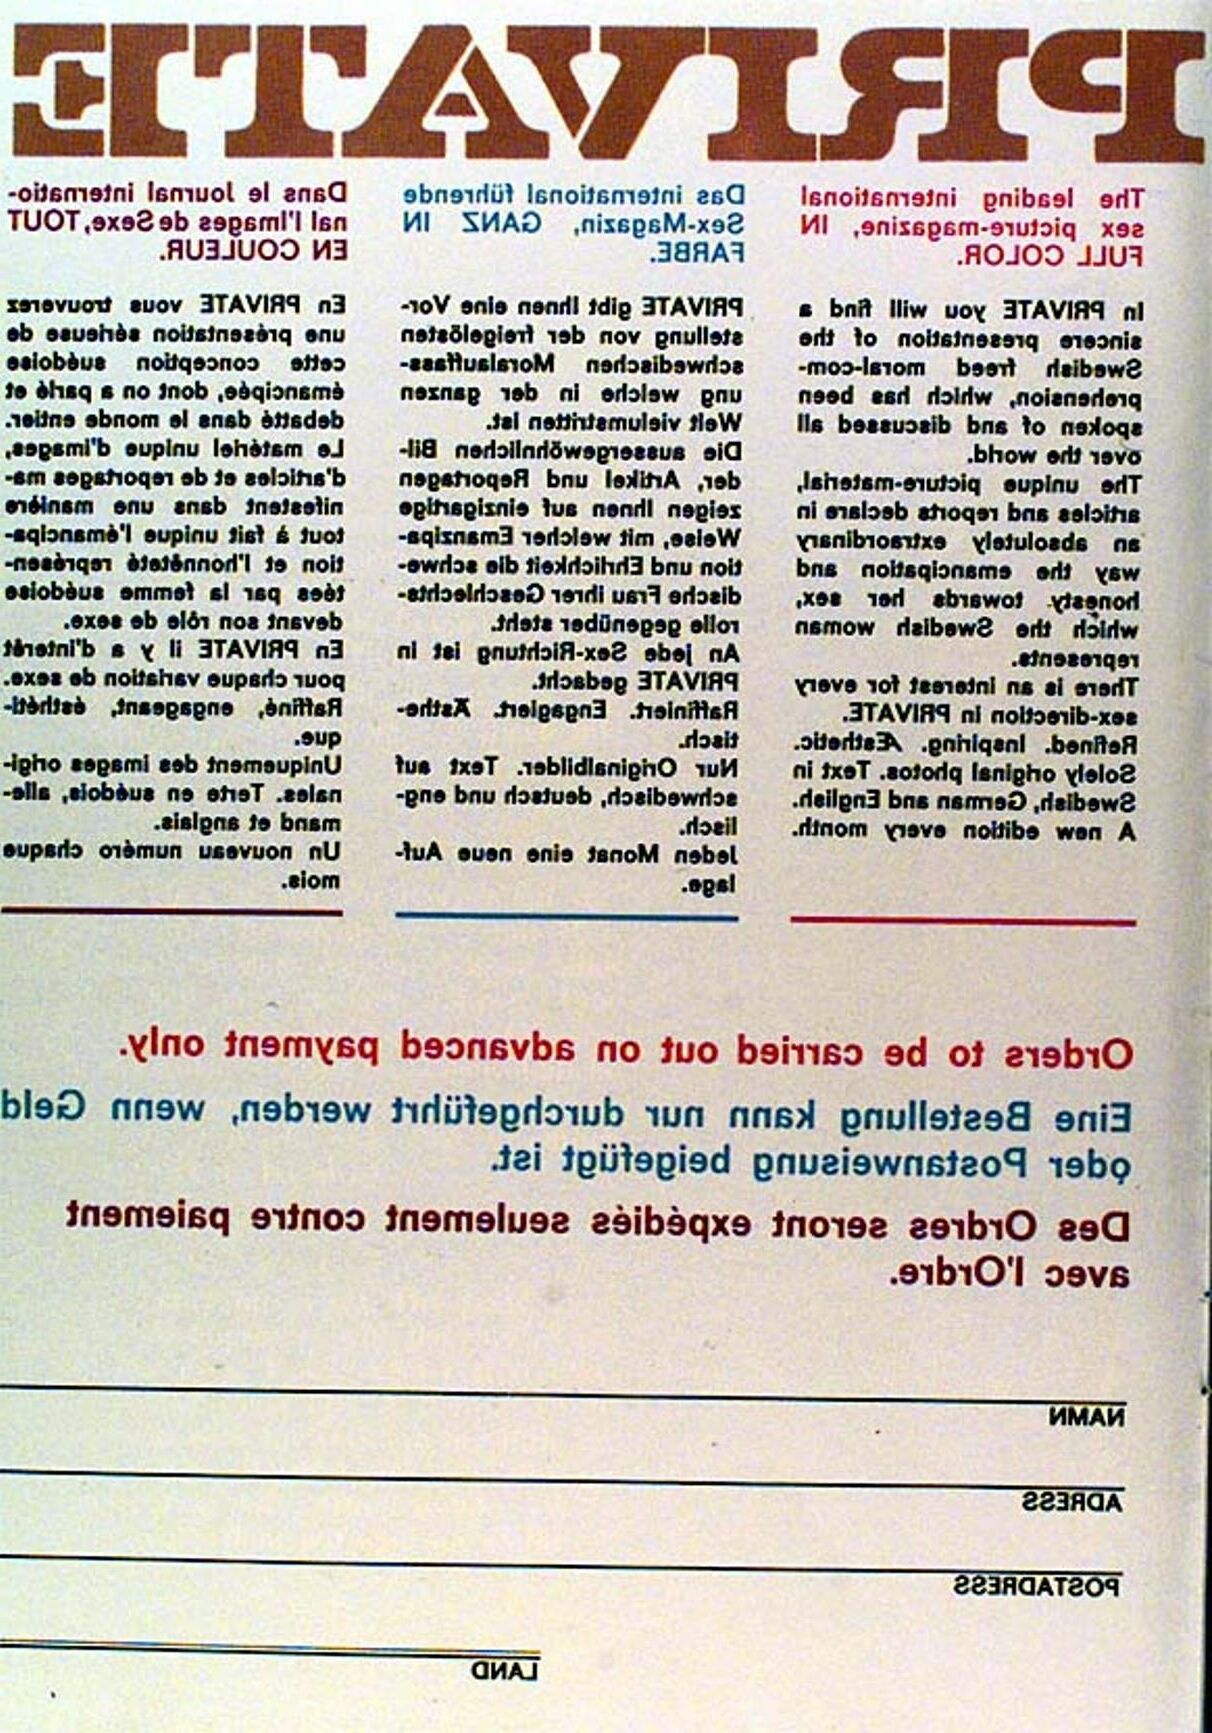 PRIVATE
The leading international
sex picture-magazine, IN
FULL COLOR.
In PRIVATE you will find a
sincere presentation of the
Swedish freed moral-com-
prehension, which has been
spoken of and discussed all
over the world.
The unique picture-material,
articles and reports declare in
an absolutely extraordinary
way the emancipation and
honesty towards her sex,
which the Swedish woman
represents.
There is an interest for every
sex-direction in PRIVATE.
Refined. Inspiring. Æsthetic.
Solely original photos. Text in
Swedish, German and English.
A new edition every month.
Das international führende
Sex-Magazin, GANZ IN
FARBE.
PRIVATE gibt Ihnen eine Vor-
stellung von der freigelösten
schwedischen Moralauffass-
ung welche in der ganzen
Welt vielumstritten ist.
Die aussergewöhnlichen Bil-
der, Artikel und Reportagen
zeigen Ihnen auf einzigartige
Weise, mit welcher Emanzipa-
tion und Ehrlichkeit die schwe-
dische Frau ihrer Geschlechts-
rolle gegenüber steht.
An jede Sex-Richtung ist in
PRIVATE gedacht.
Raffiniert. Engagiert. Ästhe-
tisch.
Nur Originalbilder. Text auf
schwedisch, deutsch und eng-
lisch.
Jeden Monat eine neue Auf-
lage.
Dans le Journal internatio-
nal l'Images de Sexe, TOUT
EN COULEUR.
En PRIVATE vous trouverez
une présentation sérieuse de
cette conception suédoise
émancipée, dont on a parlé et
debatté dans le monde entier.
Le matériel unique d'images,
d'articles et de reportages ma-
nifestent dans une manière
tout à fait unique l'émancipa-
tion et l'honnêteté représen-
tées par la femme suédoise
devant son rôle de sexe.
En PRIVATE il y a d'interêt
pour chaque variation de sexe.
Raffiné, engageant, ésthéti-
que.
Uniquement des images origi-
nales. Terte en suédois, alle-
mand et anglais.
Un nouveau numéro chaque
mois.
Orders to be carried out on advanced payment only.
Eine Bestellung kann nur durchgeführt werden, wenn Geld
oder Postanweisung beigefügt ist.
Des Ordres seront expédiés seulement contre paiement
avec l'Ordre.
NAMN
ADRESS
POSTADRESS
LAND